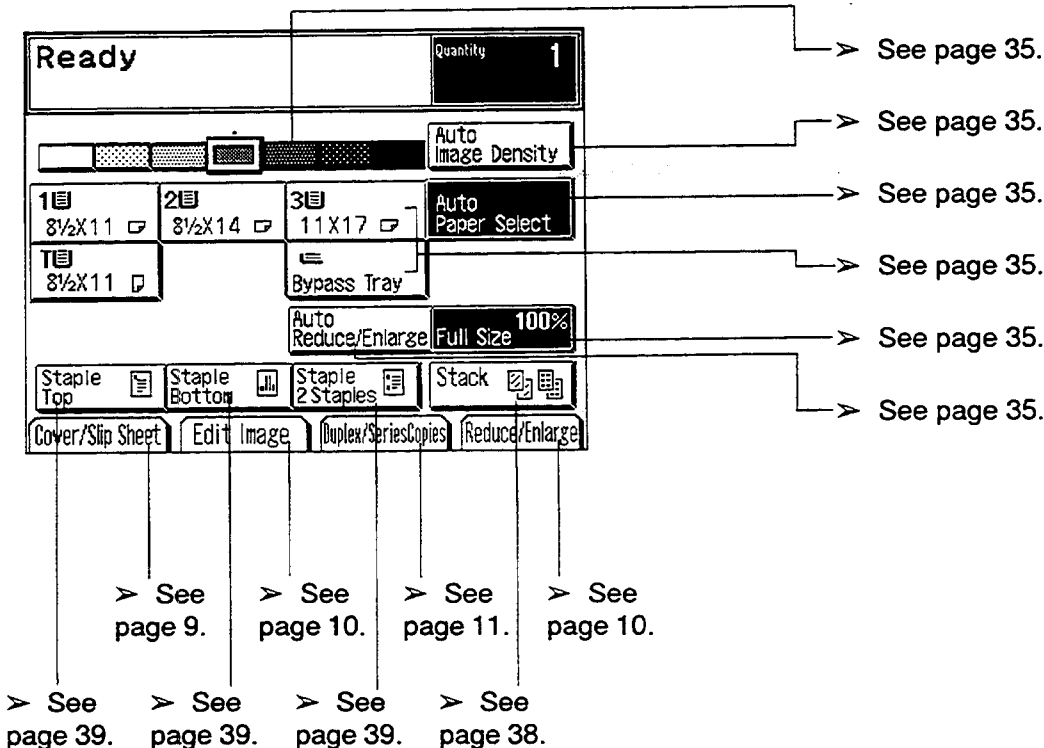 Ready
Quantity 1
➢ See page 35.
Auto
Image Density
➢ See page 35.
1 2 3
8½X11 8½X14 11X17
Auto
Paper Select
➢ See page 35.
T
8½X11
Bypass Tray
➢ See page 35.
Auto
Reduce/Enlarge
100%
Full Size
➢ See page 35.
Staple
Top
Staple
Bottom
Staple
2 Staples
Stack
➢ See page 35.
Cover/Slip Sheet
Edit Image
Duplex/SeriesCopies
Reduce/Enlarge
➢ See
page 9.
➢ See
page 10.
➢ See
page 11.
➢ See
page 10.
➢ See
page 39.
➢ See
page 39.
➢ See
page 39.
➢ See
page 38.